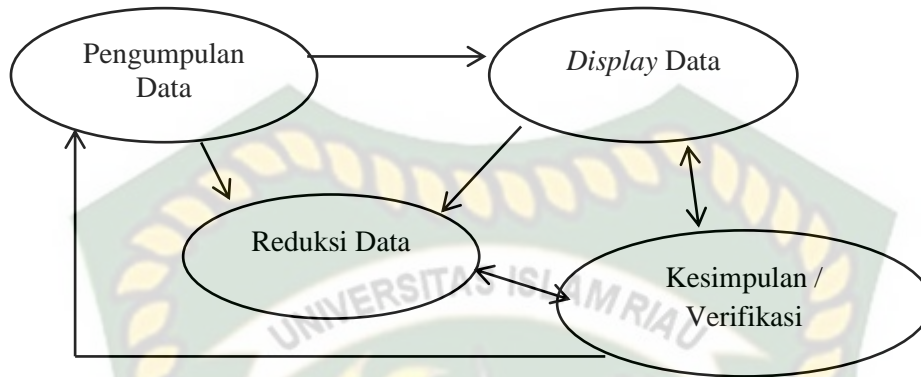 Pengumpulan
Data
Display Data
Reduksi Data
Kesimpulan /
Verifikasi
UNIVERSITAS ISLAM RIAU